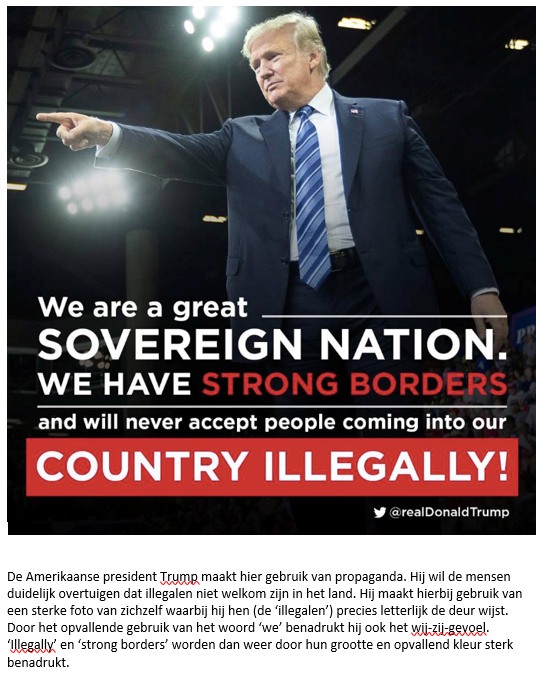 We are a great
SOVEREIGN NATION.
WE HAVE STRONG BORDERS
and will never accept people coming into our
COUNTRY ILLEGALLY!
@realDonaldTrump
De Amerikaanse president Trump maakt hier gebruik van propaganda. Hij wil de mensen
duidelijk overtuigen dat illegalen niet welkom zijn in het land. Hij maakt hierbij gebruik van
een sterke foto van zichzelf waarbij hij hen (de ‘illegalen’) precies letterlijk de deur wijst.
Door het opvallende gebruik van het woord ‘we’ benadrukt hij ook het wij-zij-gevoel.
‘Illegally’ en ‘strong borders’ worden dan weer door hun grootte en opvallend kleur sterk
benadrukt.